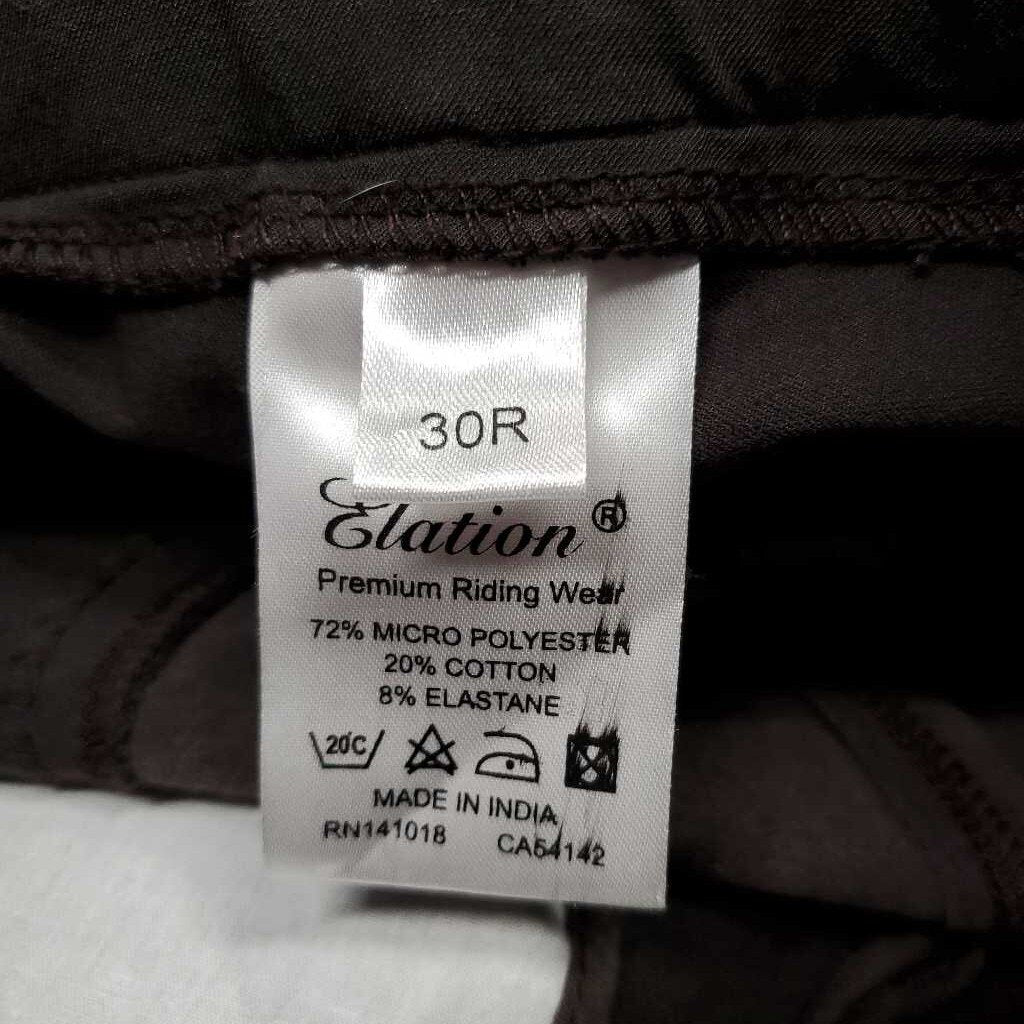 30R
Elation®
Premium Riding Wear
72% MICRO POLYESTER
20% COTTON
8% ELASTANE
20C
MADE IN INDIA
RN141018 CA54142